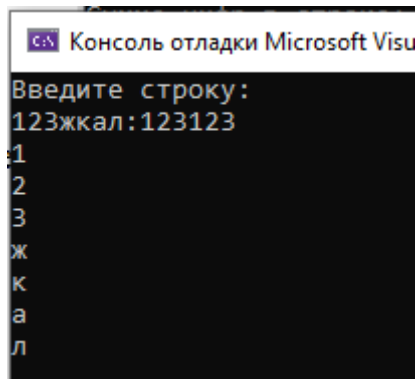 Консоль отладки Microsoft Visu
Введите строку:
123жкал:123123
1
2
3
ж
к
а
л